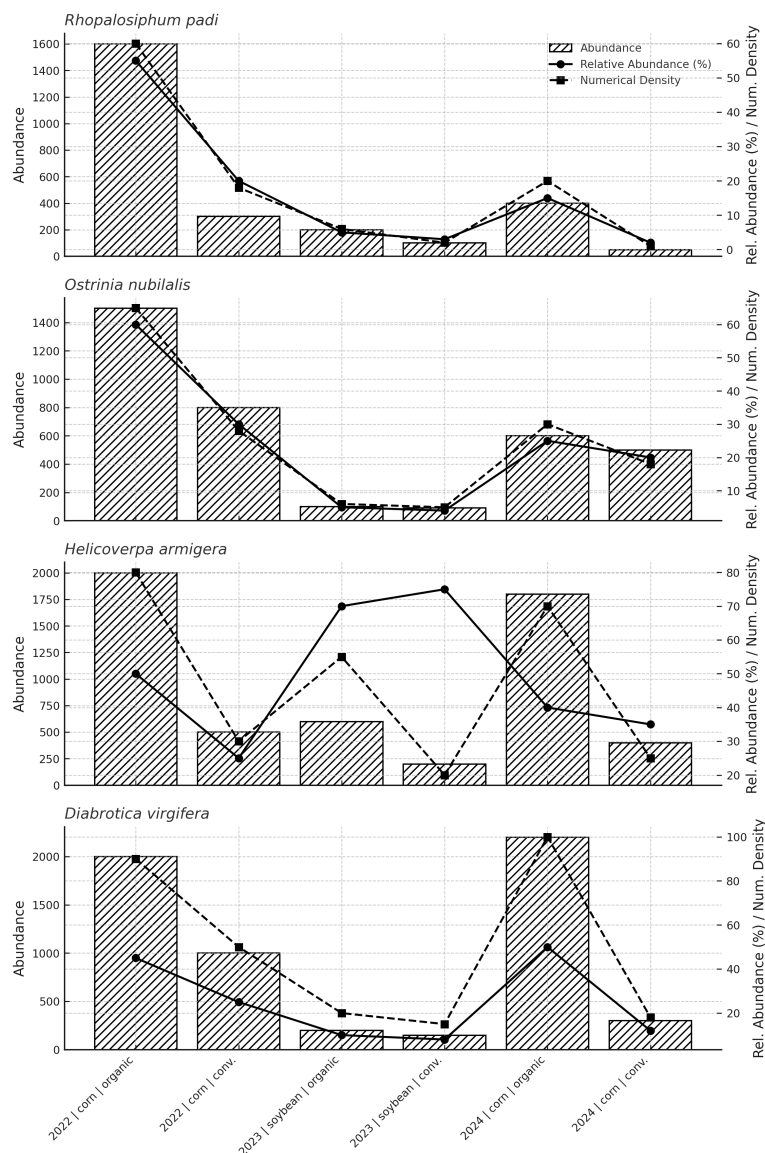 Rhopalosiphum padi
Abundance
Relative Abundance (%)
Numerical Density
1600
1400
1200
1000
800
600
400
200
0
Abundance
60
50
40
30
20
10
0
Rel. Abundance (%) / Num. Density
Ostrinia nubilalis
1400
1200
1000
800
600
400
200
0
Abundance
60
50
40
30
20
10
Rel. Abundance (%) / Num. Density
Helicoverpa armigera
2000
1750
1500
1250
1000
750
500
250
0
Abundance
80
70
60
50
40
30
20
Rel. Abundance (%) / Num. Density
Diabrotica virgifera
2000
1500
1000
500
0
Abundance
100
80
60
40
20
Rel. Abundance (%) / Num. Density
2022 | corn | organic
2022 | corn | conv.
2023 | soybean | organic
2023 | soybean | conv.
2024 | corn | organic
2024 | corn | conv.